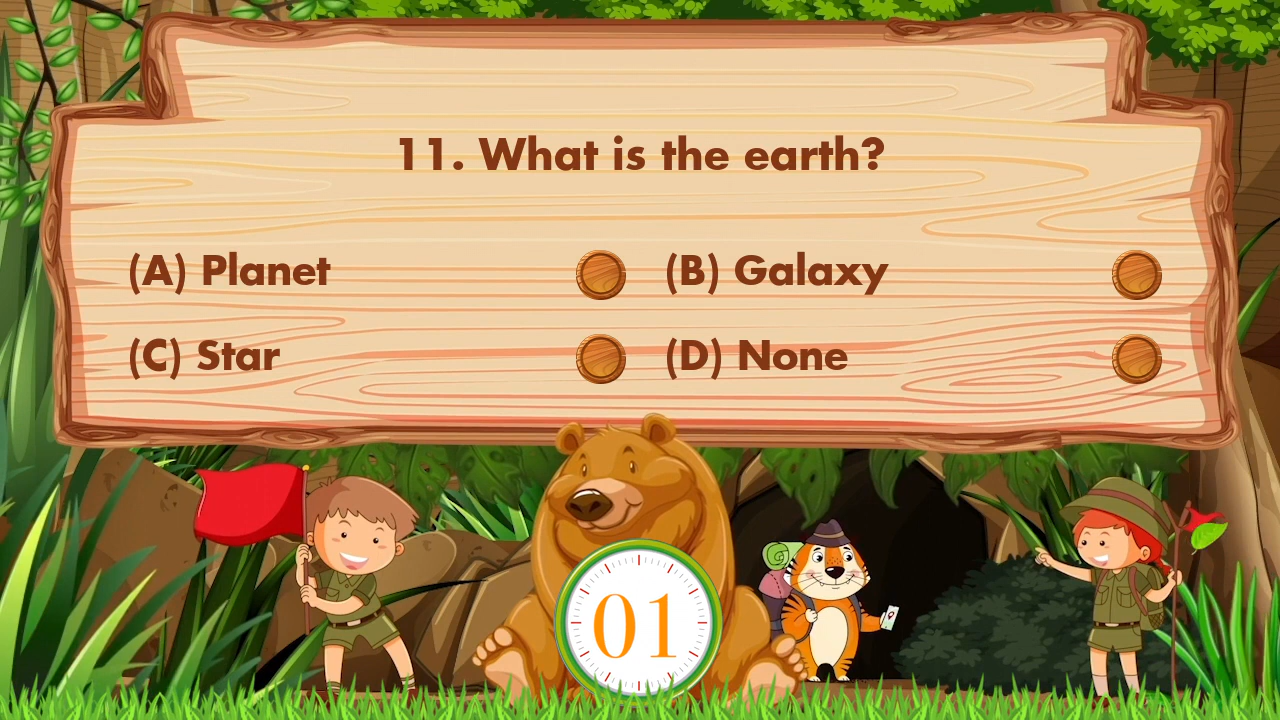 11. What is the earth?
(A) Planet
(B) Galaxy
(C) Star
(D) None
01